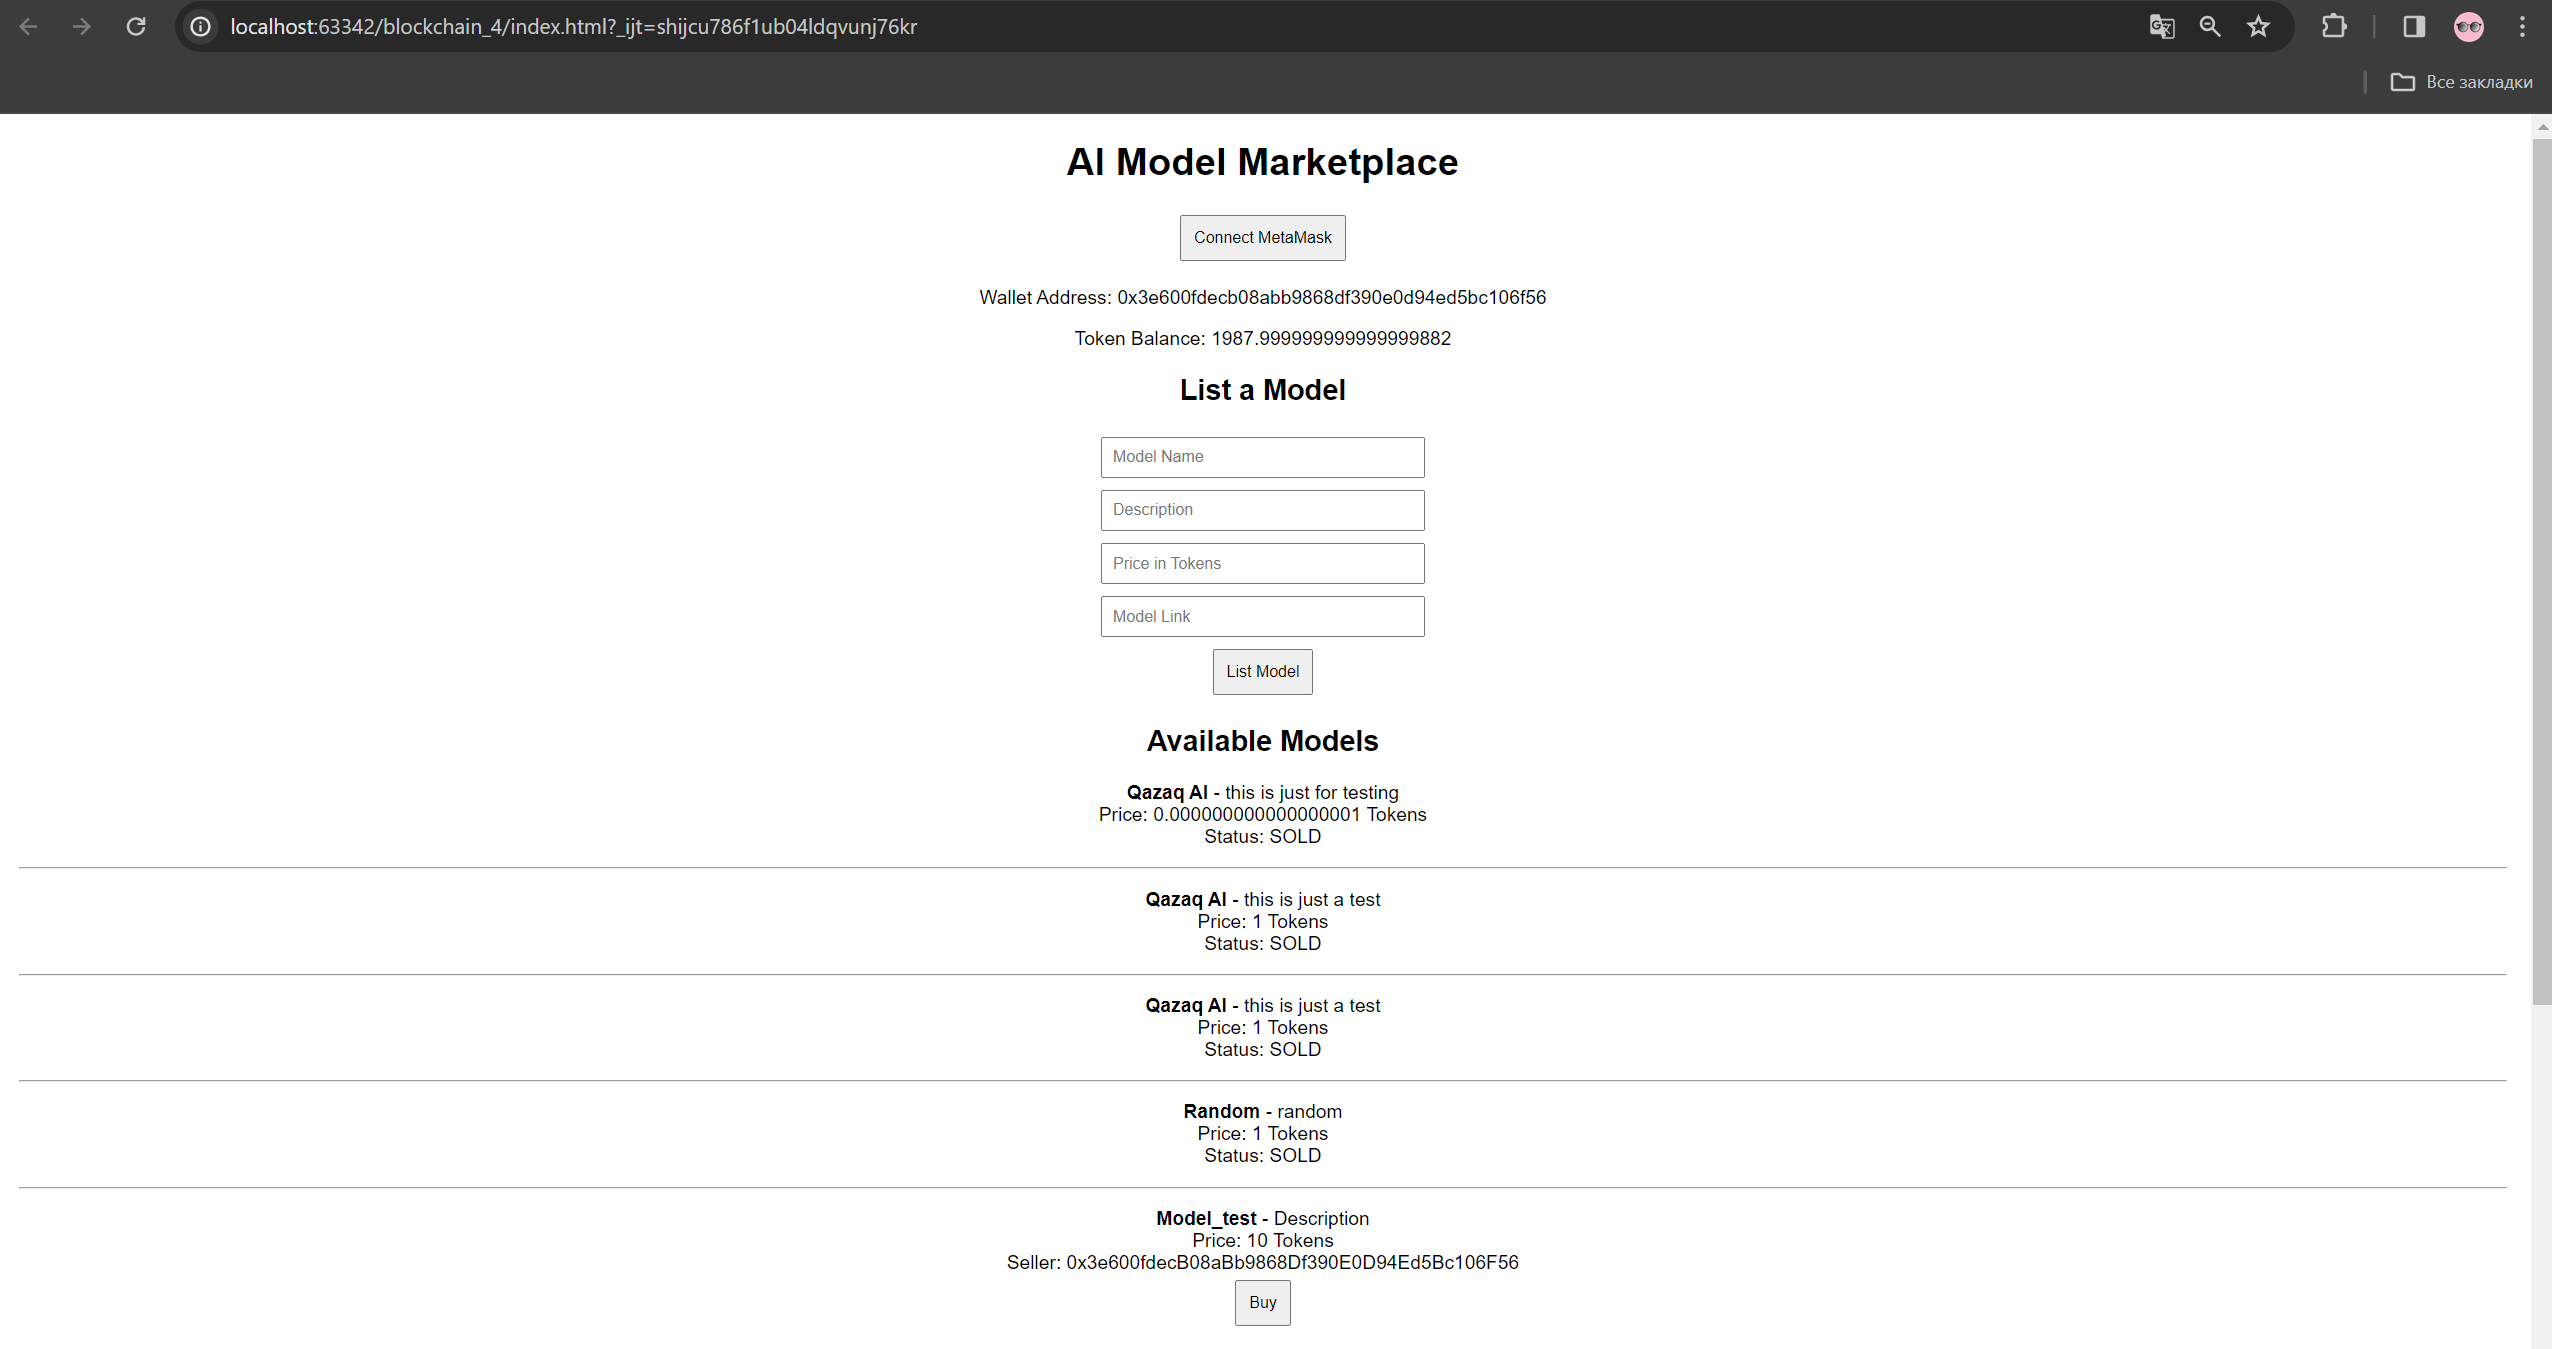 localhost:63342/blockchain_4/index.html?_ijt=shijcu786f1ub04ldqvunj76kr
Все закладки
AI Model Marketplace
Connect MetaMask
Wallet Address: 0x3e600fdecb08abb9868df390e0d94ed5bc106f56
Token Balance: 1987.999999999999999882
List a Model
Model Name
Description
Price in Tokens
Model Link
List Model
Available Models
Qazaq AI - this is just for testing
Price: 0.000000000000000001 Tokens
Status: SOLD
Qazaq AI - this is just a test
Price: 1 Tokens
Status: SOLD
Qazaq AI - this is just a test
Price: 1 Tokens
Status: SOLD
Random - random
Price: 1 Tokens
Status: SOLD
Model_test - Description
Price: 10 Tokens
Seller: 0x3e600fdecB08aBb9868Df390E0D94Ed5Bc106F56
Buy